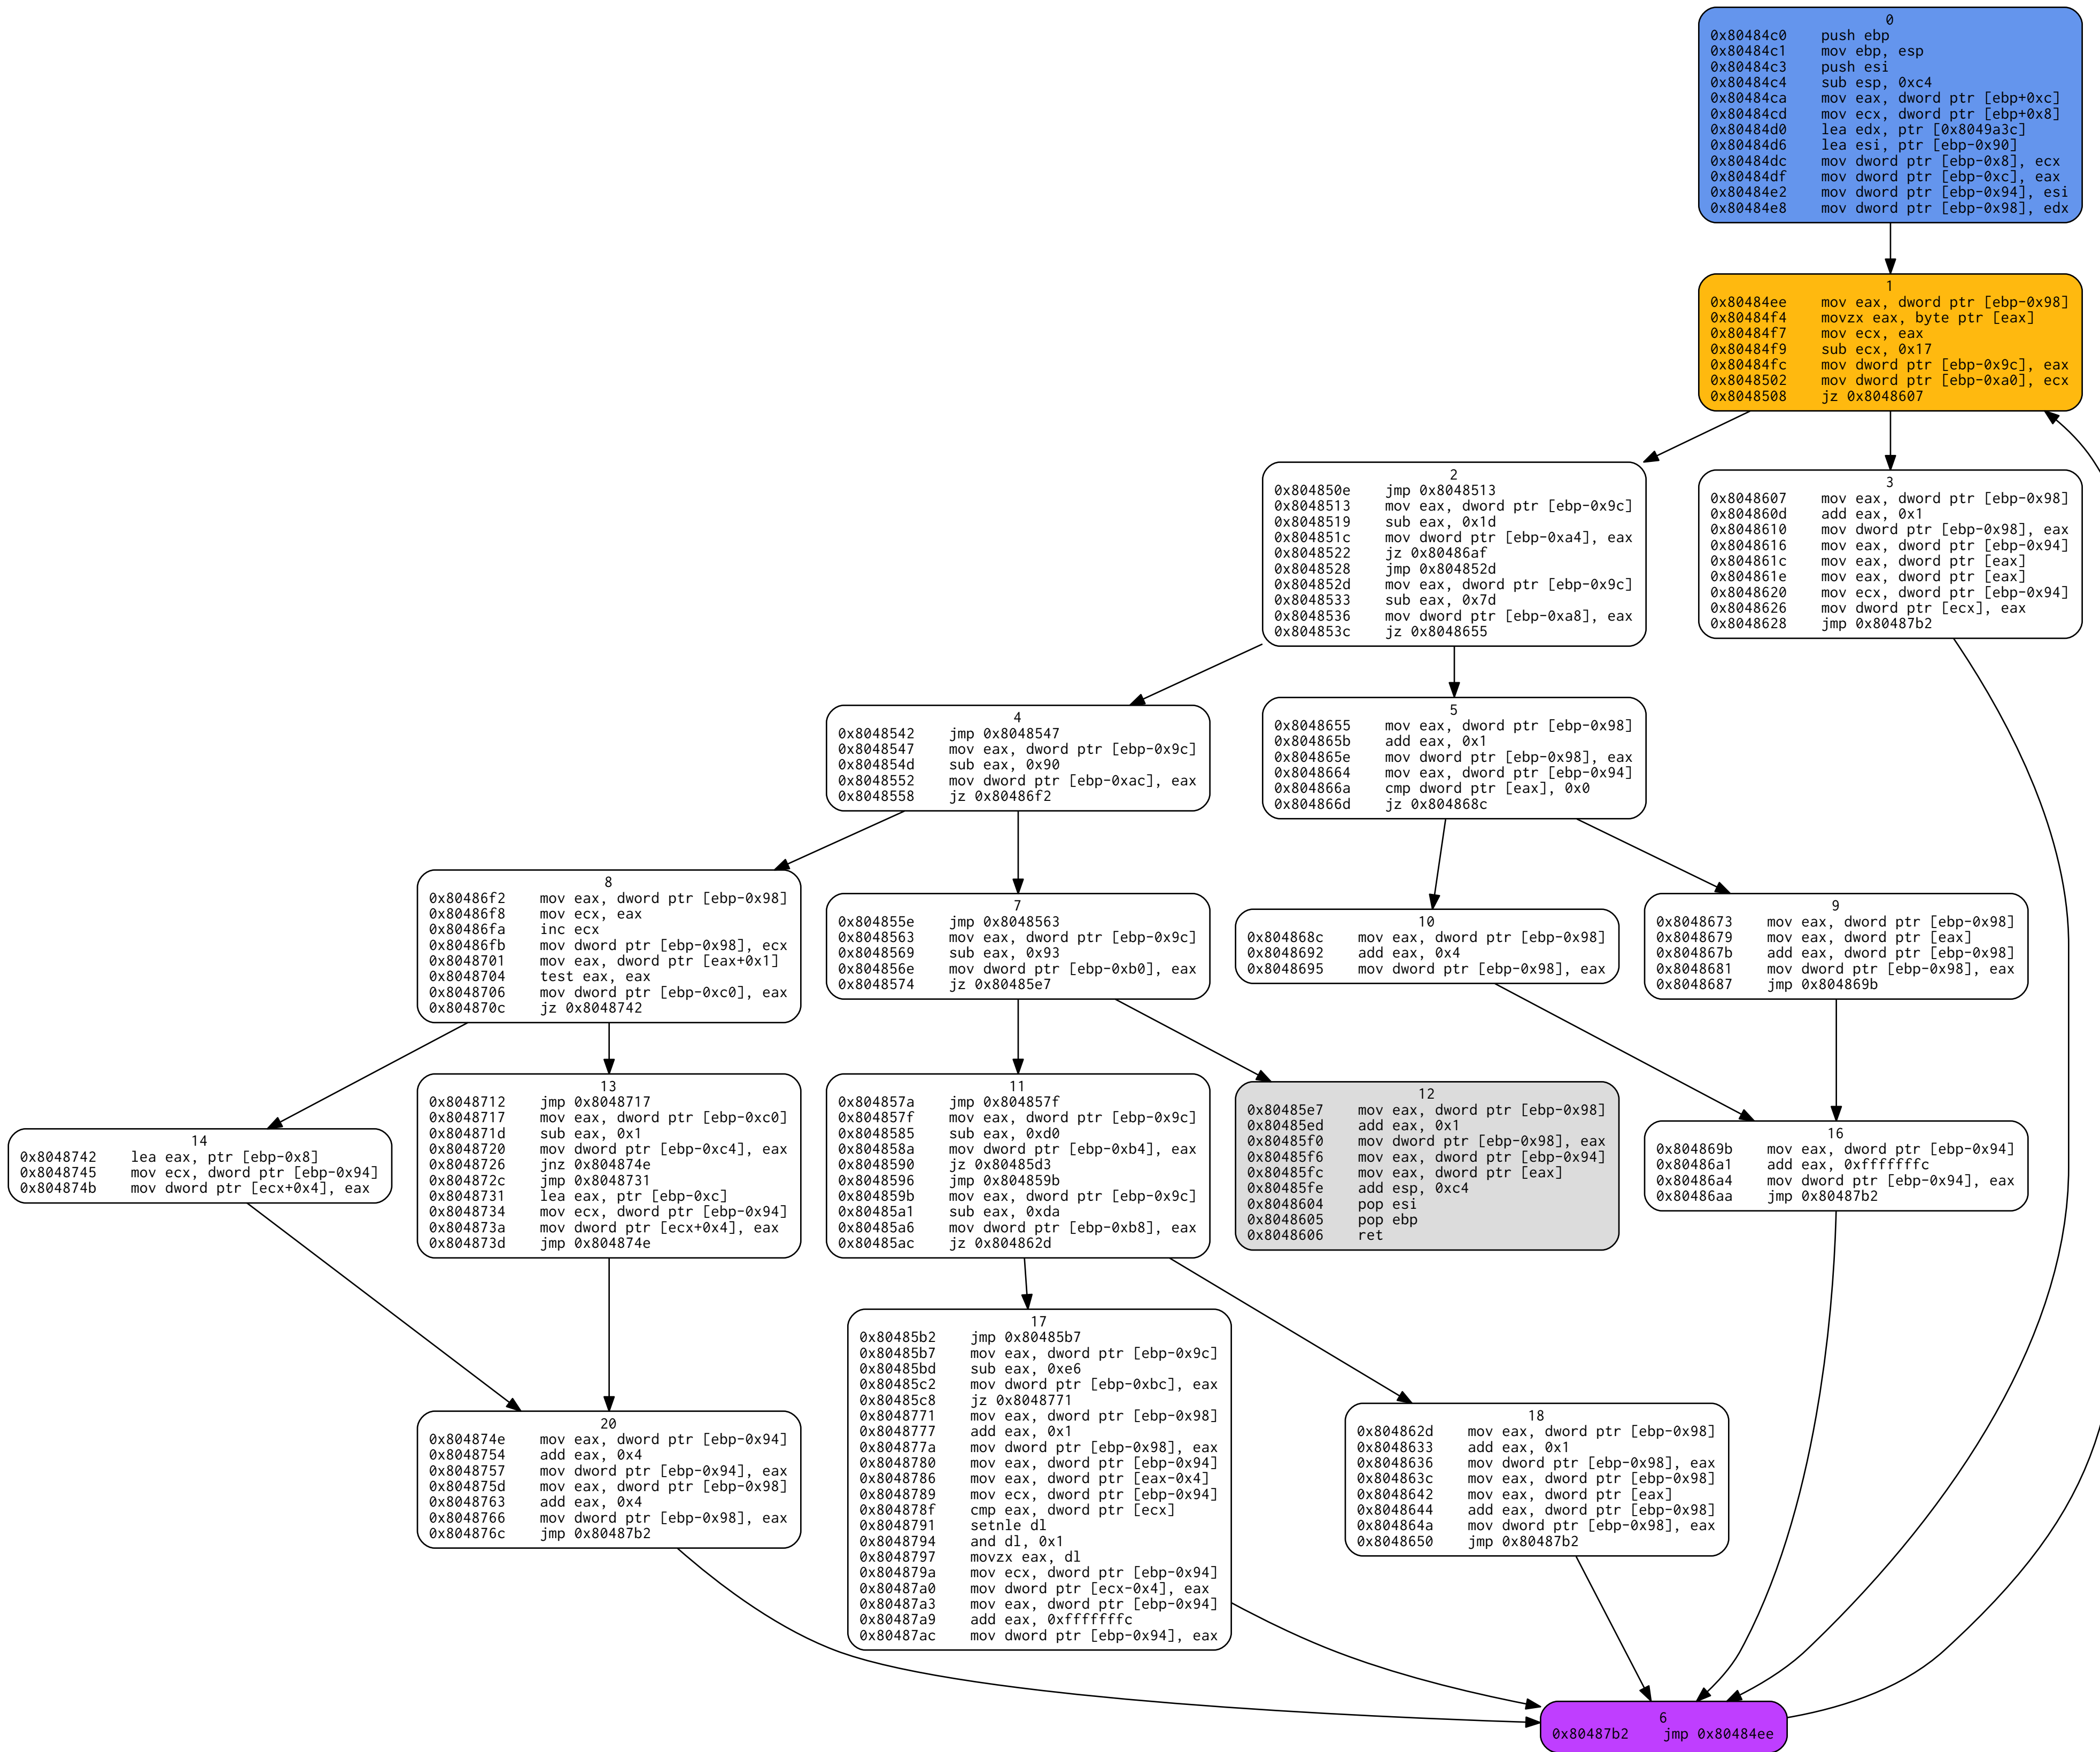 0
0x80484c0    push ebp
0x80484c1    mov ebp, esp
0x80484c3    push esi
0x80484c4    sub esp, 0xc4
0x80484ca    mov eax, dword ptr [ebp+0xc]
0x80484cd    mov ecx, dword ptr [ebp+0x8]
0x80484d0    lea edx, ptr [0x8049a3c]
0x80484d6    lea esi, ptr [ebp-0x90]
0x80484dc    mov dword ptr [ebp-0x8], ecx
0x80484df    mov dword ptr [ebp-0xc], eax
0x80484e2    mov dword ptr [ebp-0x94], esi
0x80484e8    mov dword ptr [ebp-0x98], edx
1
0x80484ee    mov eax, dword ptr [ebp-0x98]
0x80484f4    movzx eax, byte ptr [eax]
0x80484f7    mov ecx, eax
0x80484f9    sub ecx, 0x17
0x80484fc    mov dword ptr [ebp-0x9c], eax
0x8048502    mov dword ptr [ebp-0xa0], ecx
0x8048508    jz 0x8048607
2
0x804850e    jmp 0x8048513
0x8048513    mov eax, dword ptr [ebp-0x9c]
0x8048519    sub eax, 0x1d
0x804851c    mov dword ptr [ebp-0xa4], eax
0x8048522    jz 0x80486af
0x8048528    jmp 0x804852d
0x804852d    mov eax, dword ptr [ebp-0x9c]
0x8048533    sub eax, 0x7d
0x8048536    mov dword ptr [ebp-0xa8], eax
0x804853c    jz 0x8048655
3
0x8048607    mov eax, dword ptr [ebp-0x98]
0x804860d    add eax, 0x1
0x8048610    mov dword ptr [ebp-0x98], eax
0x8048616    mov eax, dword ptr [ebp-0x94]
0x804861c    mov eax, dword ptr [eax]
0x804861e    mov eax, dword ptr [eax]
0x8048620    mov ecx, dword ptr [ebp-0x94]
0x8048626    mov dword ptr [ecx], eax
0x8048628    jmp 0x80487b2
4
0x8048542    jmp 0x8048547
0x8048547    mov eax, dword ptr [ebp-0x9c]
0x804854d    sub eax, 0x90
0x8048552    mov dword ptr [ebp-0xac], eax
0x8048558    jz 0x80486f2
5
0x8048655    mov eax, dword ptr [ebp-0x98]
0x804865b    add eax, 0x1
0x804865e    mov dword ptr [ebp-0x98], eax
0x8048664    mov eax, dword ptr [ebp-0x94]
0x804866a    cmp dword ptr [eax], 0x0
0x804866d    jz 0x804868c
8
0x80486f2    mov eax, dword ptr [ebp-0x98]
0x80486f8    mov ecx, eax
0x80486fa    inc ecx
0x80486fb    mov dword ptr [ebp-0x98], ecx
0x8048701    mov eax, dword ptr [eax+0x1]
0x8048704    test eax, eax
0x8048706    mov dword ptr [ebp-0xc0], eax
0x804870c    jz 0x8048742
7
0x804855e    jmp 0x8048563
0x8048563    mov eax, dword ptr [ebp-0x9c]
0x8048569    sub eax, 0x93
0x804856e    mov dword ptr [ebp-0xb0], eax
0x8048574    jz 0x80485e7
10
0x804868c    mov eax, dword ptr [ebp-0x98]
0x8048692    add eax, 0x4
0x8048695    mov dword ptr [ebp-0x98], eax
9
0x8048673    mov eax, dword ptr [ebp-0x98]
0x8048679    mov eax, dword ptr [eax]
0x804867b    add eax, dword ptr [ebp-0x98]
0x8048681    mov dword ptr [ebp-0x98], eax
0x8048687    jmp 0x804869b
14
0x8048742    lea eax, ptr [ebp-0x8]
0x8048745    mov ecx, dword ptr [ebp-0x94]
0x804874b    mov dword ptr [ecx+0x4], eax
13
0x8048712    jmp 0x8048717
0x8048717    mov eax, dword ptr [ebp-0xc0]
0x804871d    sub eax, 0x1
0x8048720    mov dword ptr [ebp-0xc4], eax
0x8048726    jnz 0x804874e
0x804872c    jmp 0x8048731
0x8048731    lea eax, ptr [ebp-0xc]
0x8048734    mov ecx, dword ptr [ebp-0x94]
0x804873a    mov dword ptr [ecx+0x4], eax
0x804873d    jmp 0x804874e
11
0x804857a    jmp 0x804857f
0x804857f    mov eax, dword ptr [ebp-0x9c]
0x8048585    sub eax, 0xd0
0x804858a    mov dword ptr [ebp-0xb4], eax
0x8048590    jz 0x80485d3
0x8048596    jmp 0x804859b
0x804859b    mov eax, dword ptr [ebp-0x9c]
0x80485a1    sub eax, 0xda
0x80485a6    mov dword ptr [ebp-0xb8], eax
0x80485ac    jz 0x804862d
12
0x80485e7    mov eax, dword ptr [ebp-0x98]
0x80485ed    add eax, 0x1
0x80485f0    mov dword ptr [ebp-0x98], eax
0x80485f6    mov eax, dword ptr [ebp-0x94]
0x80485fc    mov eax, dword ptr [eax]
0x80485fe    add esp, 0xc4
0x8048604    pop esi
0x8048605    pop ebp
0x8048606    ret
16
0x804869b    mov eax, dword ptr [ebp-0x94]
0x80486a1    add eax, 0xfffffffc
0x80486a4    mov dword ptr [ebp-0x94], eax
0x80486aa    jmp 0x80487b2
17
0x80485b2    jmp 0x80485b7
0x80485b7    mov eax, dword ptr [ebp-0x9c]
0x80485bd    sub eax, 0xe6
0x80485c2    mov dword ptr [ebp-0xbc], eax
0x80485c8    jz 0x8048771
0x8048771    mov eax, dword ptr [ebp-0x98]
0x8048777    add eax, 0x1
0x804877a    mov dword ptr [ebp-0x98], eax
0x8048780    mov eax, dword ptr [ebp-0x94]
0x8048786    mov eax, dword ptr [eax-0x4]
0x8048789    mov ecx, dword ptr [ebp-0x94]
0x804878f    cmp eax, dword ptr [ecx]
0x8048791    setnle dl
0x8048794    and dl, 0x1
0x8048797    movzx eax, dl
0x804879a    mov ecx, dword ptr [ebp-0x94]
0x80487a0    mov dword ptr [ecx-0x4], eax
0x80487a3    mov eax, dword ptr [ebp-0x94]
0x80487a9    add eax, 0xfffffffc
0x80487ac    mov dword ptr [ebp-0x94], eax
20
0x804874e    mov eax, dword ptr [ebp-0x94]
0x8048754    add eax, 0x4
0x8048757    mov dword ptr [ebp-0x94], eax
0x804875d    mov eax, dword ptr [ebp-0x98]
0x8048763    add eax, 0x4
0x8048766    mov dword ptr [ebp-0x98], eax
0x804876c    jmp 0x80487b2
18
0x804862d    mov eax, dword ptr [ebp-0x98]
0x8048633    add eax, 0x1
0x8048636    mov dword ptr [ebp-0x98], eax
0x804863c    mov eax, dword ptr [ebp-0x98]
0x8048642    mov eax, dword ptr [eax]
0x8048644    add eax, dword ptr [ebp-0x98]
0x804864a    mov dword ptr [ebp-0x98], eax
0x8048650    jmp 0x80487b2
6
0x80487b2    jmp 0x80484ee